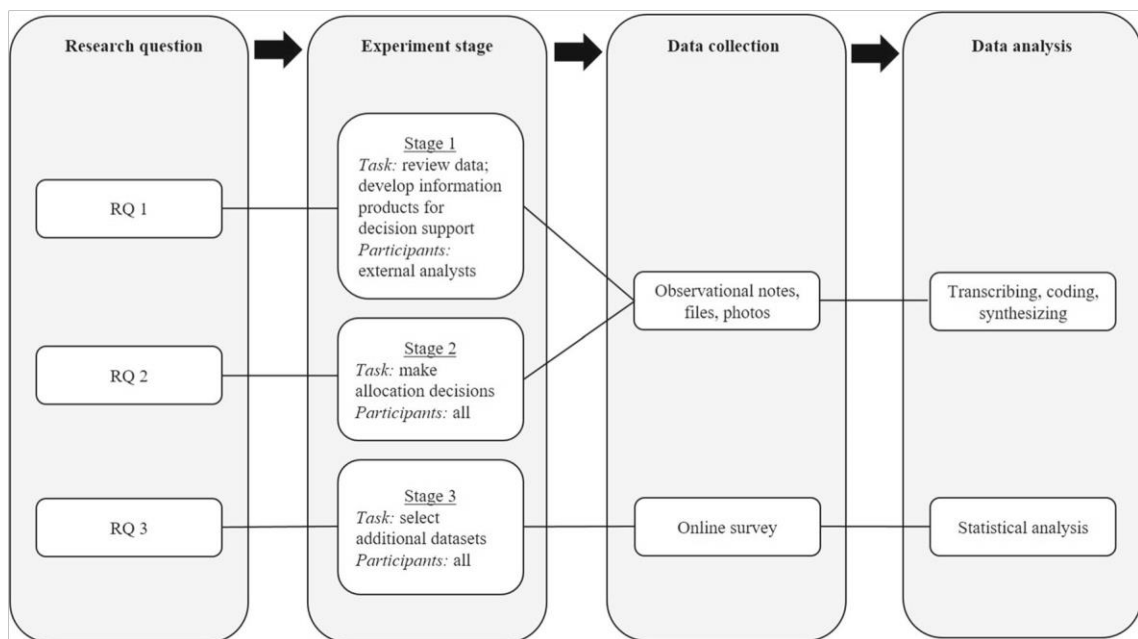 Research question
Experiment stage
Data collection
Data analysis
RQ 1
Stage 1
Task: review data;
develop information
products for
decision support
Participants:
external analysts
Observational notes,
files, photos
Transcribing, coding,
synthesizing
RQ 2
Stage 2
Task: make
allocation decisions
Participants: all
RQ 3
Stage 3
Task: select
additional datasets
Participants: all
Online survey
Statistical analysis